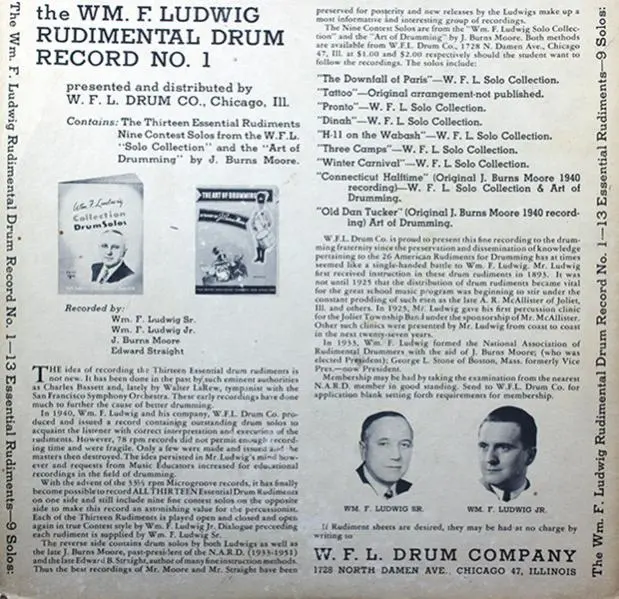 the WM. F. LUDWIG
RUDIMENTAL DRUM
RECORD NO. 1
presented and distributed by
W. F. L. DRUM CO., Chicago, Ill.
Contains: The Thirteen Essential Rudiments
Nine Contest Solos from the W.F.L.
"Solo Collection" and the "Art of
Drumming" by J. Burns Moore.
Wm. F. Ludwig
Collection
Drum Solos
THE ART OF DRUMMING
Recorded by:
Wm. F. Ludwig Sr.
Wm. F. Ludwig Jr.
J. Burns Moore
Edward Straight
THE idea of recording the Thirteen Essential drum rudiments is
not new. It has been done in the past by such eminent authorities
as Charles Bassett and, lately by Walter LaRew, tympanist with the
San Francisco Symphony Orchestra. These early recordings have done
much to further the cause of better drumming.
In 1940, Wm. F. Ludwig and his company, W.F.L. Drum Co. pro-
duced and issued a record containing outstanding drum solos to
acquaint the listener with correct interpretation and execution of the
rudiments. However, 78 rpm records did not permit enough record-
ing time and were fragile. Only a few were made and issued and the
masters then destroyed. The idea persisted in Mr. Ludwig's mind how-
ever and requests from Music Educators increased for educational
recordings in the field of drumming.
With the advent of the 33⅓ rpm Microgroove records, it has finally
become possible to record ALL THIRTEEN Essential Drum Rudiments
on one side and still include nine fine contest solos on the opposite
side to make this record an astonishing value for the percussionist.
Each of the Thirteen Rudiments is played open and closed and open
again in true Contest style by Wm. F. Ludwig Jr. Dialogue preceding
each rudiment is supplied by Wm. F. Ludwig Sr.
The reverse side contains drum solos by both Ludwigs as well as
the late J. Burns Moore, past-president of the N.A.R.D. (1933-1951)
and the late Edward B. Straight, author of many fine instruction methods.
Thus the best recordings of Mr. Moore and Mr. Straight have been
preserved for posterity and new releases by the Ludwigs make up a
most informative and interesting group of recordings.
The Nine Contest Solos are from the "Wm. F. Ludwig Solo Collec-
tion" and the "Art of Drumming" by J. Burns Moore. Both methods
are available from W.F.L. Drum Co., 1728 N. Damen Ave., Chicago
47, Ill. at $1.00 and $2.00 respectively should the student want to
follow the recordings. The solos include:
"The Downfall of Paris"—W. F. L. Solo Collection.
"Tattoo"—Original arrangement-not published.
"Pronto"—W. F. L. Solo Collection.
"Dinah"—W. F. L. Solo Collection.
"H-11 on the Wabash"—W. F. L. Solo Collection.
"Three Camps"—W. F. L. Solo Collection.
"Winter Carnival"—W. F. L. Solo Collection.
"Connecticut Halftime" (Original J. Burns Moore 1940
recording)—W. F. L. Solo Collection & Art of
Drumming.
"Old Dan Tucker" (Original J. Burns Moore 1940 record-
ing) Art of Drumming.
W.F.L. Drum Co. is proud to present this fine recording to the drum-
ming fraternity since the preservation and dissemination of knowledge
pertaining to the 26 American Rudiments for Drumming has at times
seemed like a single-handed battle to Wm. F. Ludwig. Mr. Ludwig
first received instruction in these drum rudiments in 1893. It was
not until 1925 that the distribution of drum rudiments became vital
for the great school music program was beginning to stir under the
constant prodding of such men as the late A. R. McAllister of Joliet,
Ill. and others. In 1925, Mr. Ludwig gave his first percussion clinic
for the Joliet Township Band under the sponsorship of Mr. McAllister.
Other such clinics were presented by Mr. Ludwig from coast to coast
in the next twenty-seven years.
In 1933, Wm. F. Ludwig formed the National Association of
Rudimental Drummers with the aid of J. Burns Moore; (who was
elected President); George L. Stone of Boston, Mass. formerly Vice
Pres.—now President.
Membership may be had by taking the examination from the nearest
N.A.R.D. member in good standing. Send to W.F.L. Drum Co. for
application blank setting forth requirements for membership.
WM. F. LUDWIG SR. WM. F. LUDWIG JR.
If Rudiment sheets are desired, they may be had at no charge by
writing to
W. F. L. DRUM COMPANY
1728 NORTH DAMEN AVE., CHICAGO 47, ILLINOIS
The Wm. F. Ludwig Rudimental Drum Record No. 1—13 Essential Rudiments—9 Solos:
The Wm. F. Ludwig Rudimental Drum Record No. 1—13 Essential Rudiments—9 Solos: